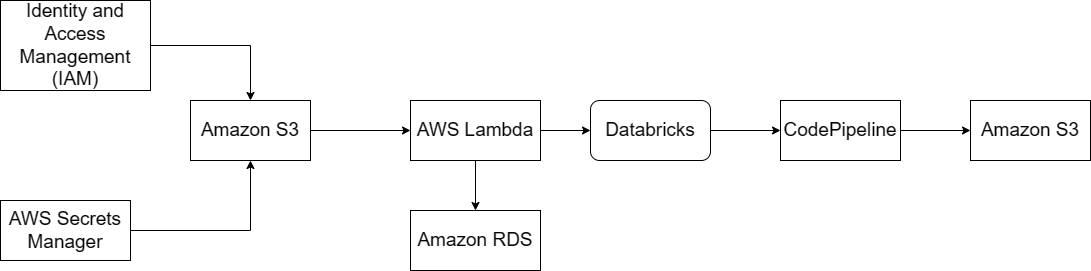 Identity and
Access
Management
(IAM)
Amazon S3
AWS Lambda
Databricks
CodePipeline
Amazon S3
AWS Secrets
Manager
Amazon RDS